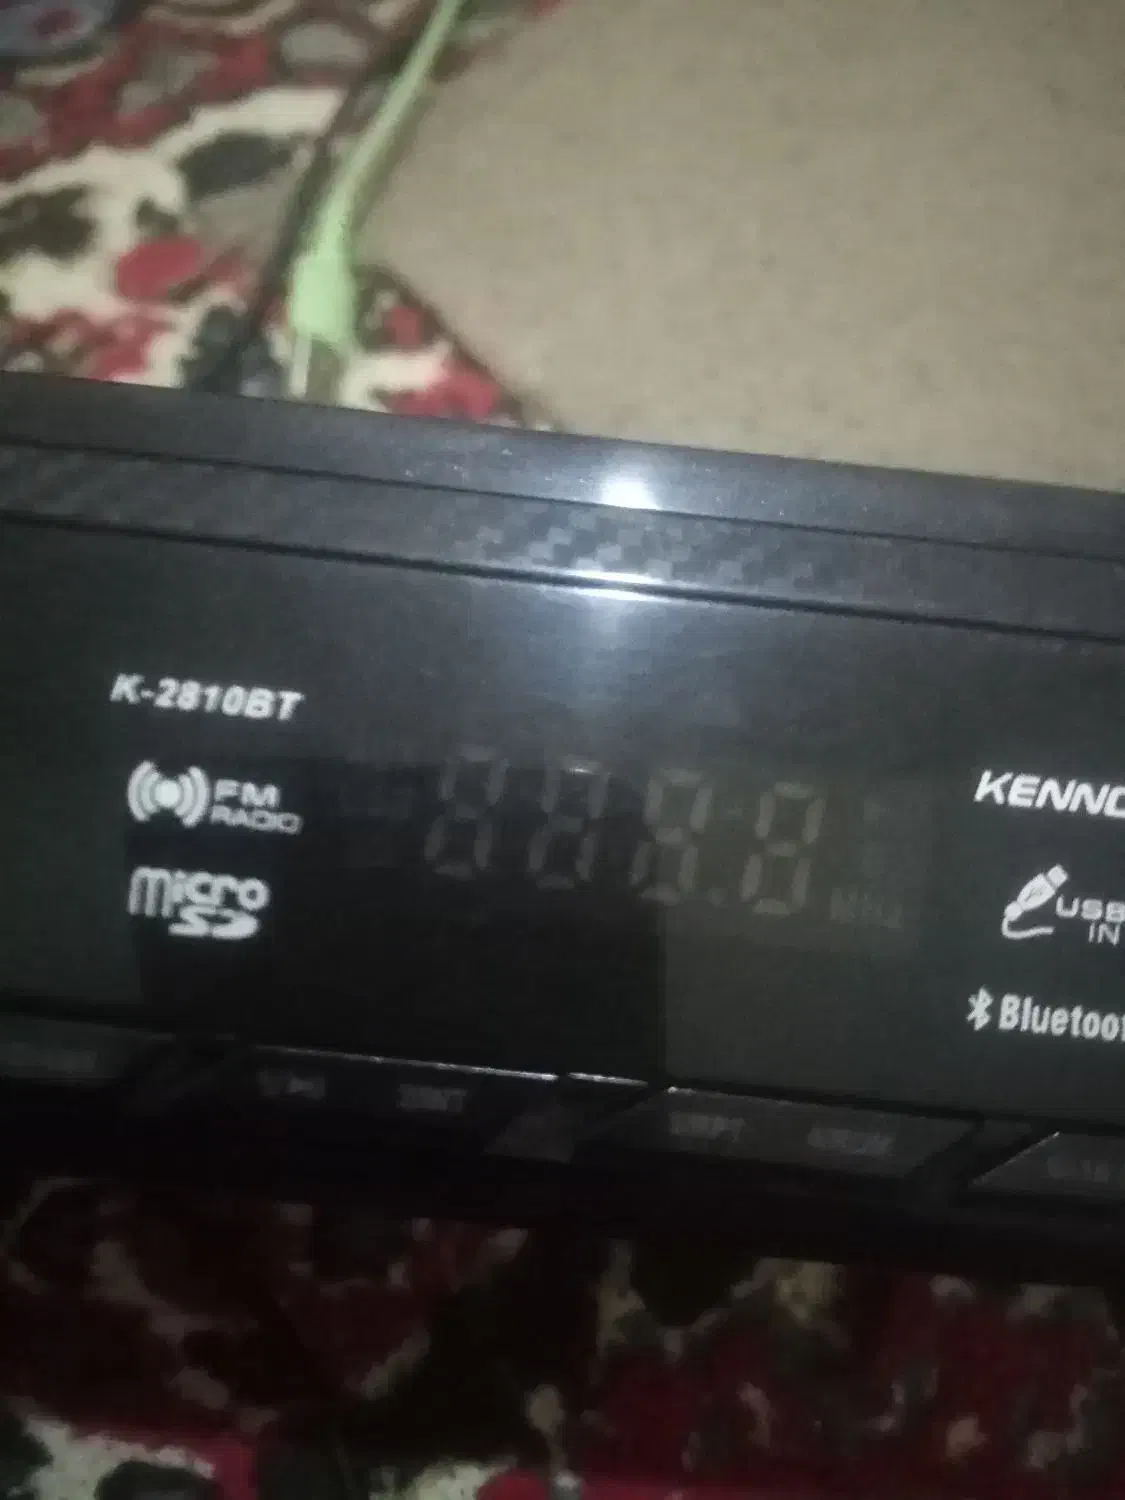 K-2810BT
FM
RADIO
micro
SD
KENNO
USB
IN
Bluetoot